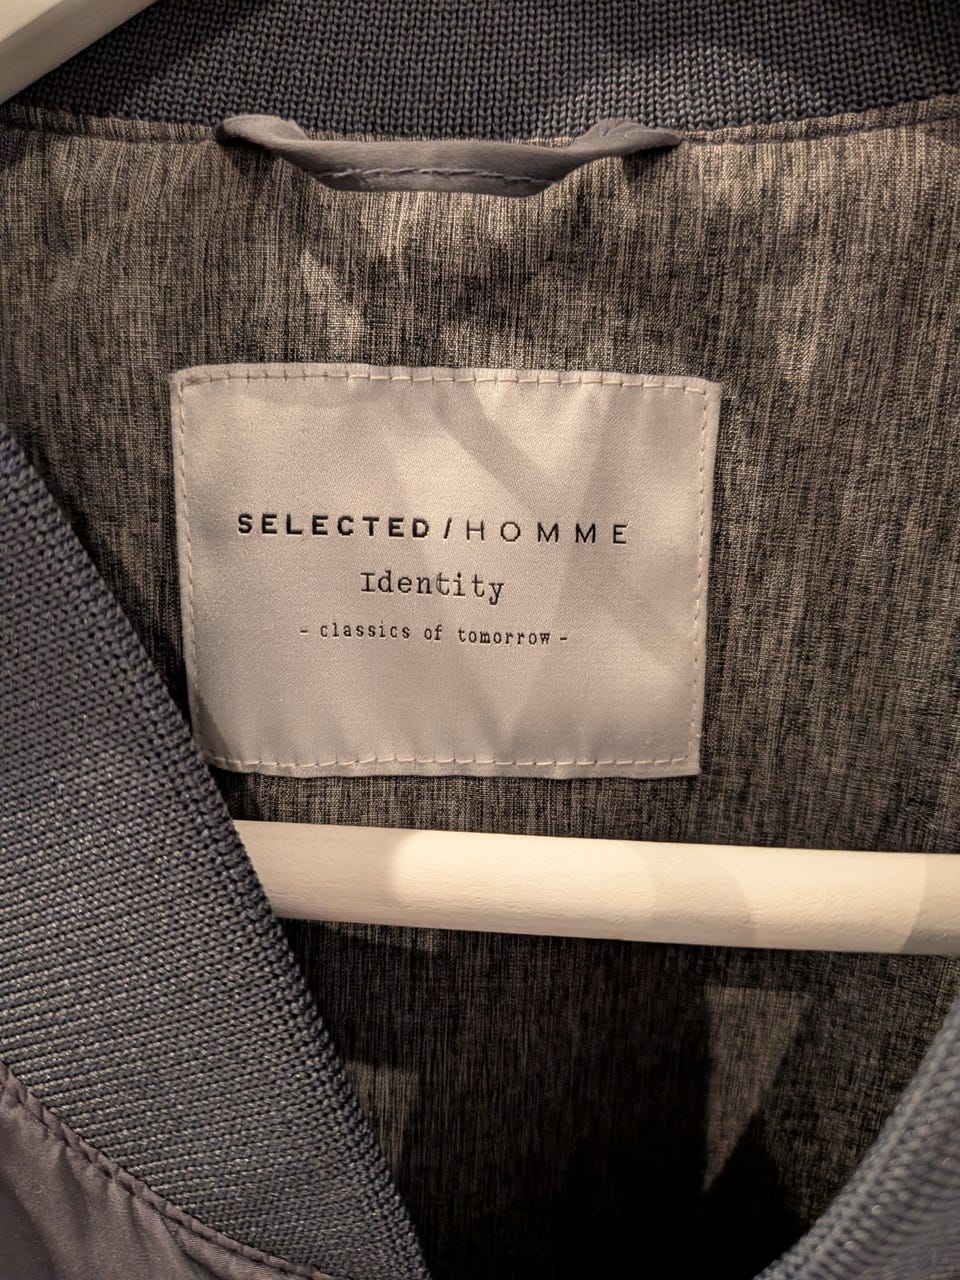 SELECTED/HOMME
Identity
- classics of tomorrow -